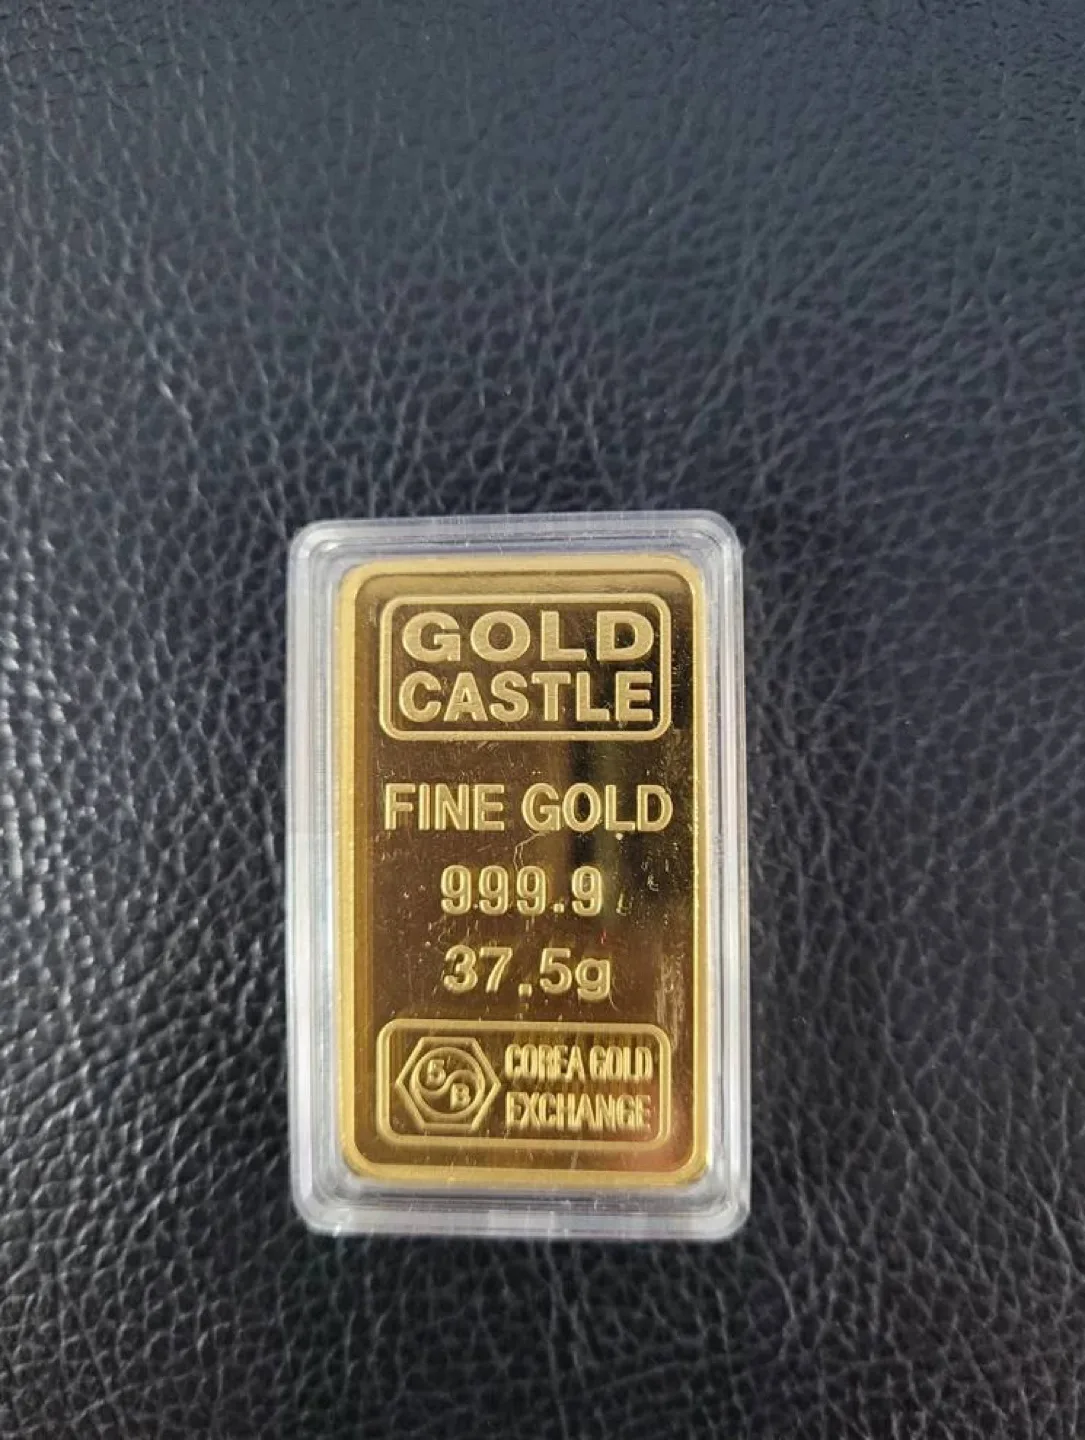 GOLD
CASTLE
FINE GOLD
999.9
37.5g
COREA GOLD
EXCHANGE